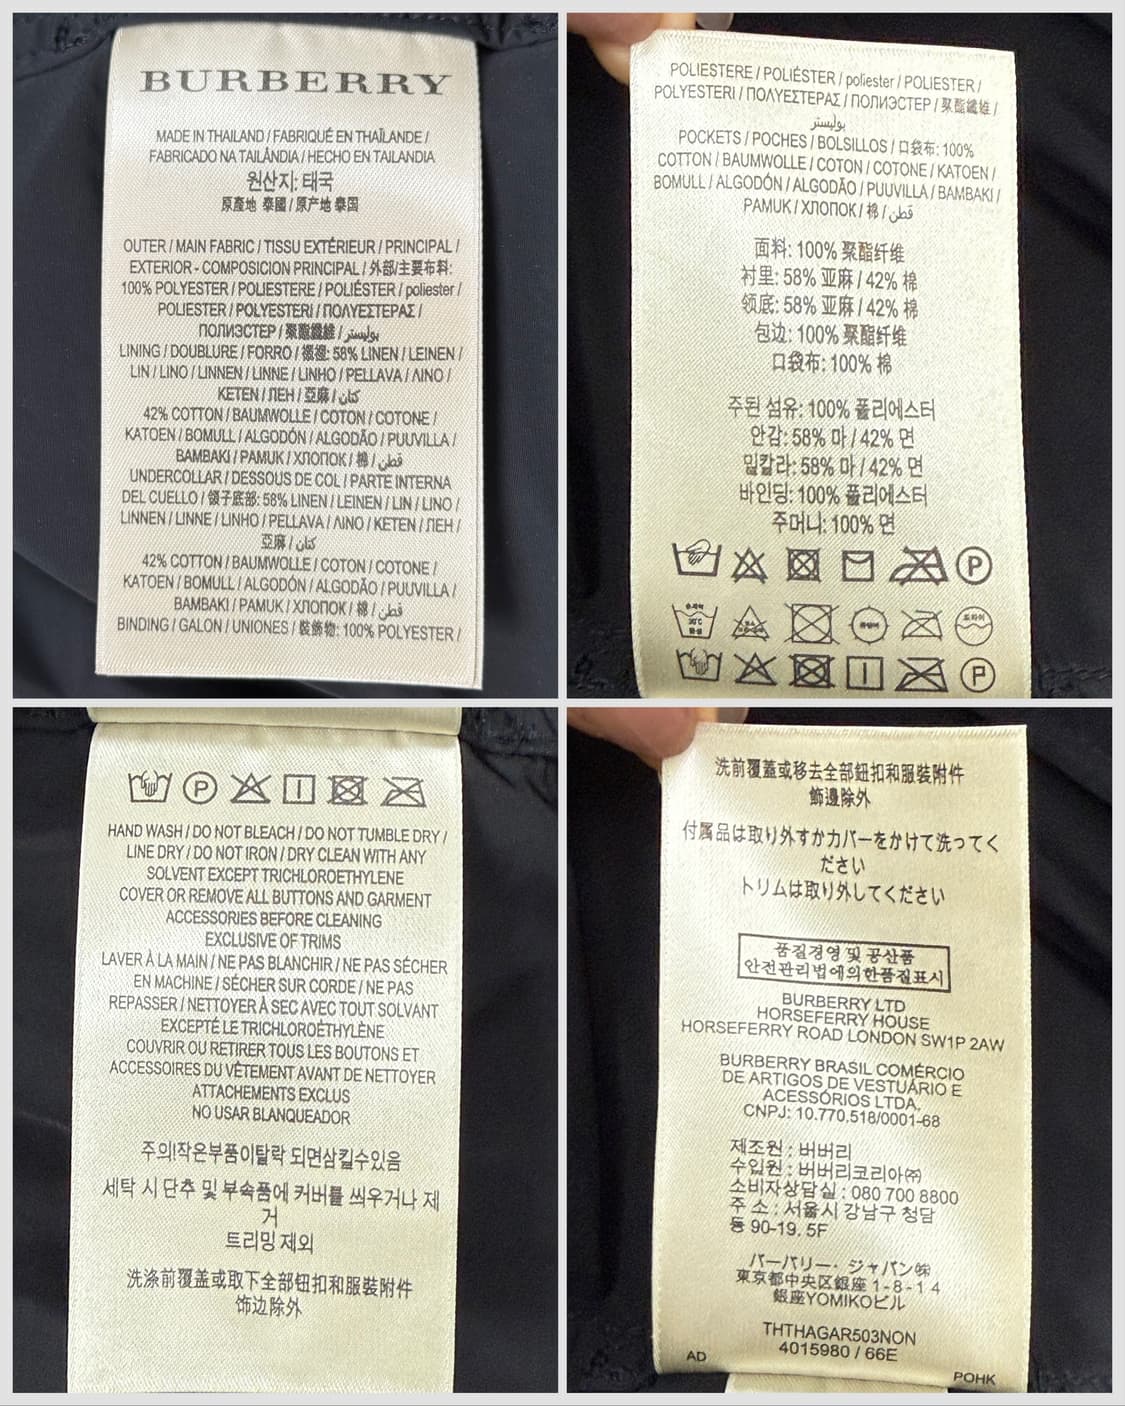 BURBERRY
MADE IN THAILAND / FABRIQUÉ EN THAÏLANDE /
FABRICADO NA TAILÂNDIA / HECHO EN TAILANDIA
원산지: 태국
原產地 泰國 / 原产地 泰国
OUTER / MAIN FABRIC / TISSU EXTÉRIEUR / PRINCIPAL /
EXTERIOR - COMPOSICION PRINCIPAL / 外部/主要布料:
100% POLYESTER / POLIESTERE / POLIÉSTER / poliester /
POLIESTER / POLYESTERI / ΠΟΛΥΕΣΤΕΡΑΣ /
ПОЛИЭСТЕР / 聚酯纖維 / بوليستر
LINING / DOUBLURE / FORRO / 襯裡: 58% LINEN / LEINEN /
LIN / LINO / LINNEN / LINNE / LINHO / PELLAVA / ΛΙΝΟ /
KETEN / ЛЕН / 亞麻 / كتان
42% COTTON / BAUMWOLLE / COTON / COTONE /
KATOEN / BOMULL / ALGODÓN / ALGODÃO / PUUVILLA /
BAMBAKI / PAMUK / ХЛОПОК / 棉 / قطن
UNDERCOLLAR / DESSOUS DE COL / PARTE INTERNA
DEL CUELLO / 領子底部: 58% LINEN / LEINEN / LIN / LINO /
LINNEN / LINNE / LINHO / PELLAVA / ΛΙΝΟ / KETEN / ЛЕН /
亞麻 / كتان
42% COTTON / BAUMWOLLE / COTON / COTONE /
KATOEN / BOMULL / ALGODÓN / ALGODÃO / PUUVILLA /
BAMBAKI / PAMUK / ХЛОПОК / 棉 / قطن
BINDING / GALON / UNIONES / 裝飾物: 100% POLYESTER /
POLIESTERE / POLIÉSTER / poliester / POLIESTER /
POLYESTERI / ΠΟΛΥΕΣΤΕΡΑΣ / ПОЛИЭСТЕР / 聚酯纖維 /
بوليستر
POCKETS / POCHES / BOLSILLOS / 口袋布: 100%
COTTON / BAUMWOLLE / COTON / COTONE / KATOEN /
BOMULL / ALGODÓN / ALGODÃO / PUUVILLA / BAMBAKI /
PAMUK / ХЛОПОК / 棉 / قطن
面料: 100% 聚酯纤维
衬里: 58% 亚麻 / 42% 棉
领底: 58% 亚麻 / 42% 棉
包边: 100% 聚酯纤维
口袋布: 100% 棉
주된 섬유: 100% 폴리에스터
안감: 58% 마 / 42% 면
밑칼라: 58% 마 / 42% 면
바인딩: 100% 폴리에스터
주머니: 100% 면
P
30℃
P
P
HAND WASH / DO NOT BLEACH / DO NOT TUMBLE DRY /
LINE DRY / DO NOT IRON / DRY CLEAN WITH ANY
SOLVENT EXCEPT TRICHLOROETHYLENE
COVER OR REMOVE ALL BUTTONS AND GARMENT
ACCESSORIES BEFORE CLEANING
EXCLUSIVE OF TRIMS
LAVER À LA MAIN / NE PAS BLANCHIR / NE PAS SÉCHER
EN MACHINE / SÉCHER SUR CORDE / NE PAS
REPASSER / NETTOYER À SEC AVEC TOUT SOLVANT
EXCEPTÉ LE TRICHLOROÉTHYLÈNE
COUVRIR OU RETIRER TOUS LES BOUTONS ET
ACCESSOIRES DU VÊTEMENT AVANT DE NETTOYER
ATTACHEMENTS EXCLUS
NO USAR BLANQUEADOR
주의!작은부품이탈락 되면삼킬수있음
세탁 시 단추 및 부속품에 커버를 씌우거나 제
거
트리밍 제외
洗涤前覆盖或取下全部钮扣和服装附件
饰边除外
洗前覆蓋或移去全部鈕扣和服裝附件
飾邊除外
付属品は取り外すかカバーをかけて洗ってく
ださい
トリムは取り外してください
품질경영 및 공산품
안전관리법에의한품질표시
BURBERRY LTD
HORSEFERRY HOUSE
HORSEFERRY ROAD LONDON SW1P 2AW
BURBERRY BRASIL COMÉRCIO
DE ARTIGOS DE VESTUÁRIO E
ACESSÓRIOS LTDA.
CNPJ: 10.770.518/0001-68
제조원 : 버버리
수입원 : 버버리코리아㈜
소비자상담실 : 080 700 8800
주 소 : 서울시 강남구 청담
동 90-19. 5F
バーバリー・ジャパン㈱
東京都中央区銀座 1-8-14
銀座YOMIKOビル
THTHAGAR503NON
4015980 / 66E
AD
POHK